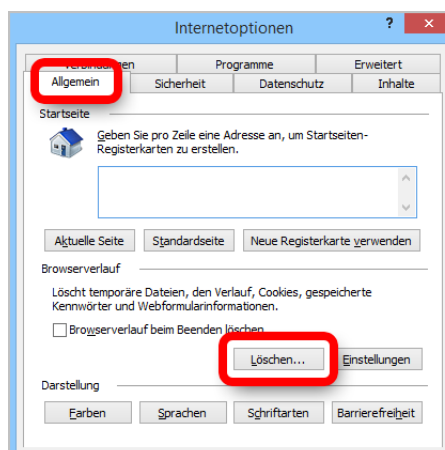 Internetoptionen ? ×
Verbindungen Programme Erweitert
Allgemein Sicherheit Datenschutz Inhalte
Startseite
Geben Sie pro Zeile eine Adresse an, um Startseiten-
Registerkarten zu erstellen.
Aktuelle Seite Standardseite Neue Registerkarte verwenden
Browserverlauf
Löscht temporäre Dateien, den Verlauf, Cookies, gespeicherte
Kennwörter und Webformularinformationen.
Browserverlauf beim Beenden löschen
Löschen... Einstellungen
Darstellung
Farben Sprachen Schriftarten Barrierefreiheit